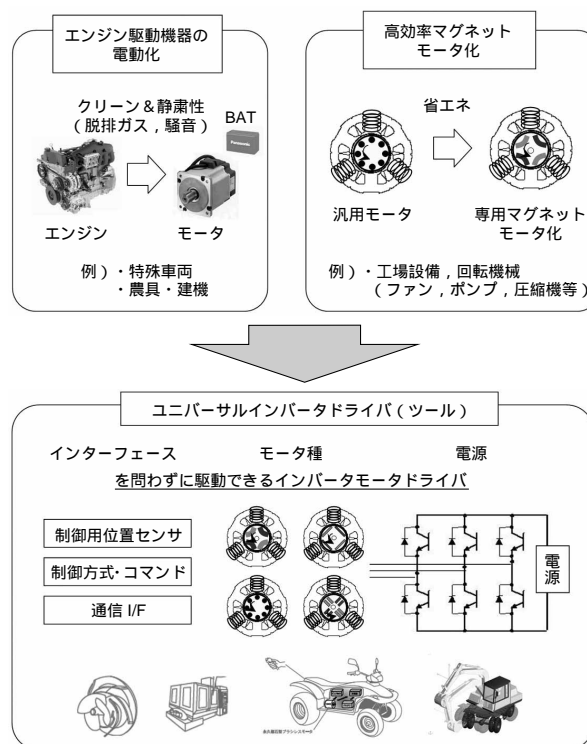 エンジン駆動機器の
電動化
クリーン＆静粛性
（脱排ガス，騒音）
BAT
Panasonic
エンジン
モータ
例）・特殊車両
・農具・建機
高効率マグネット
モータ化
省エネ
汎用モータ
専用マグネット
モータ化
例）・工場設備，回転機械
（ファン，ポンプ，圧縮機等）
ユニバーサルインバータドライバ（ツール）
インターフェース
モータ種
電源
を問わずに駆動できるインバータモータドライバ
制御用位置センサ
制御方式・コマンド
通信 I/F
電源